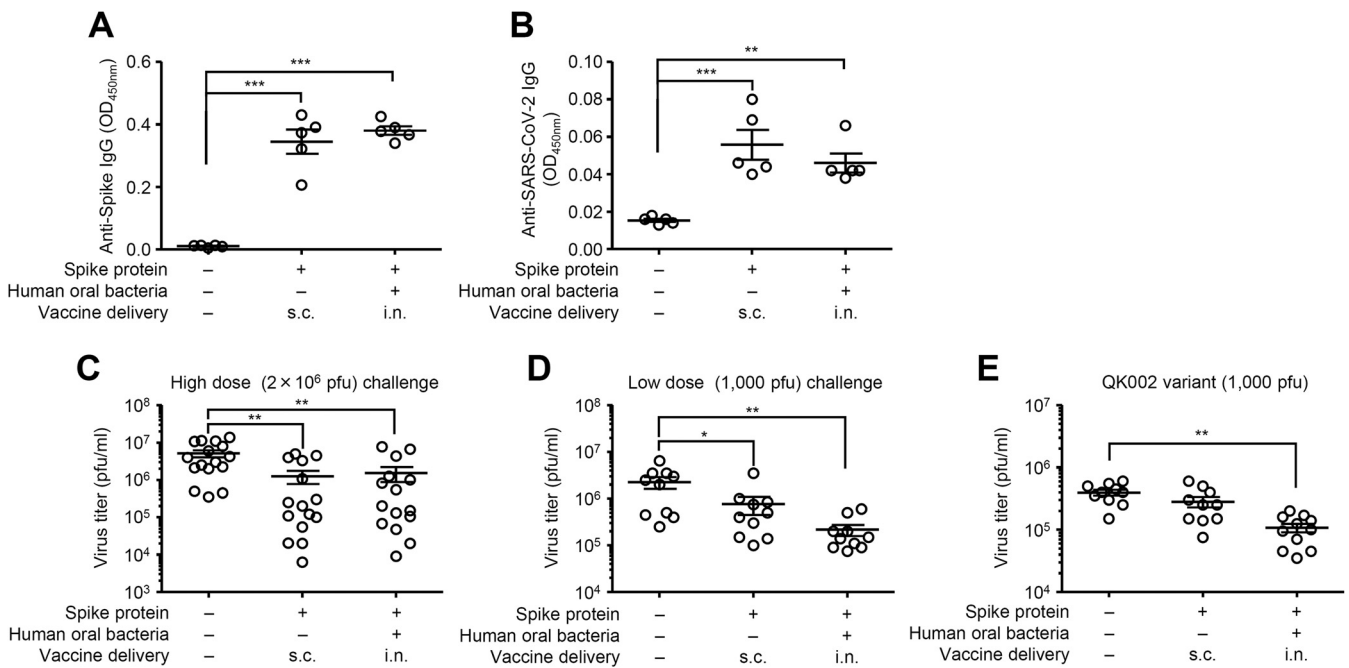 A
B
Anti-Spike IgG (OD450nm)
0.6
0.4
0.2
0.0
***
***
Anti-SARS-CoV-2 IgG
(OD450nm)
0.10
0.08
0.06
0.04
0.02
0.00
**
***
Spike protein – + +
Human oral bacteria – – +
Vaccine delivery – s.c. i.n.
Spike protein – + +
Human oral bacteria – – +
Vaccine delivery – s.c. i.n.
C
High dose (2×10⁶ pfu) challenge
Virus titer (pfu/ml)
10⁸
10⁷
10⁶
10⁵
10⁴
10³
**
**
Spike protein – + +
Human oral bacteria – – +
Vaccine delivery – s.c. i.n.
D
Low dose (1,000 pfu) challenge
Virus titer (pfu/ml)
10⁸
10⁷
10⁶
10⁵
10⁴
**
*
Spike protein – + +
Human oral bacteria – – +
Vaccine delivery – s.c. i.n.
E
QK002 variant (1,000 pfu)
Virus titer (pfu/ml)
10⁷
10⁶
10⁵
10⁴
**
Spike protein – + +
Human oral bacteria – – +
Vaccine delivery – s.c. i.n.